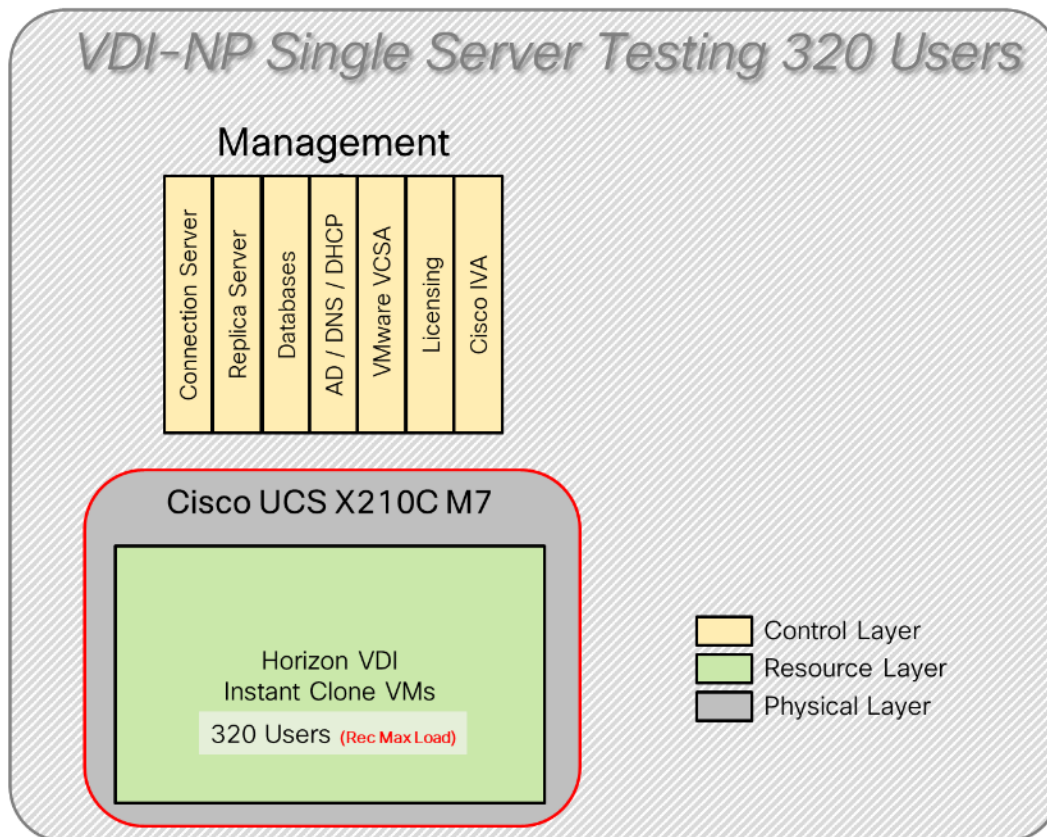 VDI-NP Single Server Testing 320 Users
Management
Connection Server
Replica Server
Databases
AD / DNS / DHCP
VMware VCSA
Licensing
Cisco IVA
Cisco UCS X210C M7
Horizon VDI
Instant Clone VMs
320 Users (Rec Max Load)
Control Layer
Resource Layer
Physical Layer